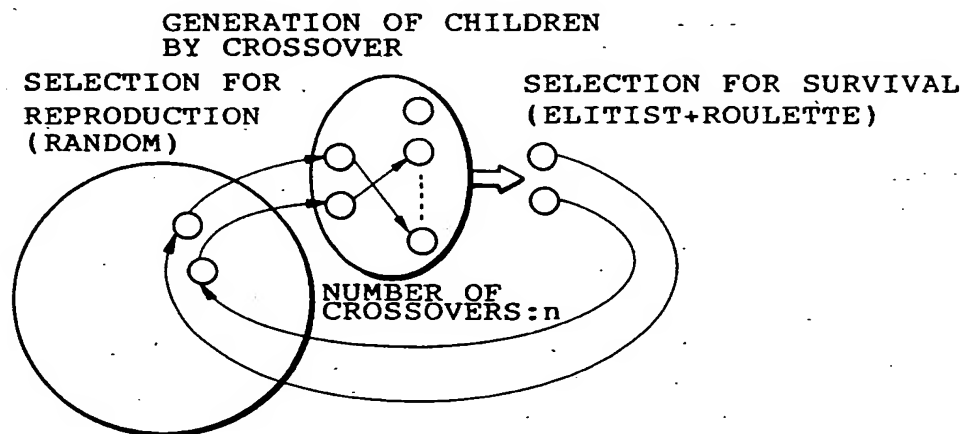 GENERATION OF CHILDREN
BY CROSSOVER
SELECTION FOR
REPRODUCTION
(RANDOM)
SELECTION FOR SURVIVAL
(ELITIST+ROULETTE)
NUMBER OF
CROSSOVERS:n